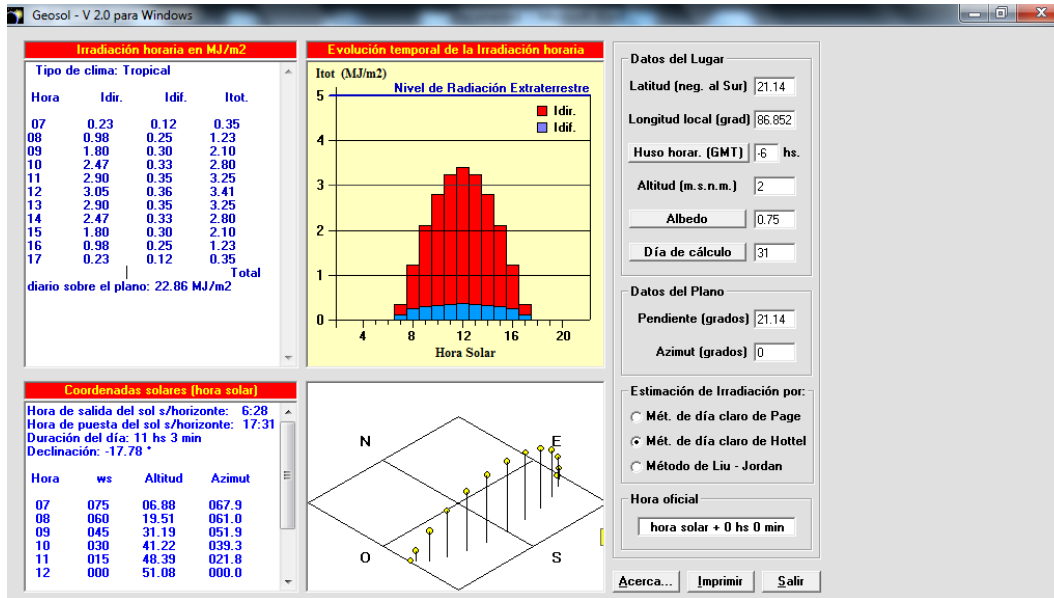 Geosol - V 2.0 para Windows
Irradiación horaria en MJ/m2
Tipo de clima: Tropical
Hora Idir. Idif. Itot.
07 0.23 0.12 0.35
08 0.98 0.25 1.23
09 1.80 0.30 2.10
10 2.47 0.33 2.80
11 2.90 0.35 3.25
12 3.05 0.36 3.41
13 2.90 0.35 3.25
14 2.47 0.33 2.80
15 1.80 0.30 2.10
16 0.98 0.25 1.23
17 0.23 0.12 0.35
Total
diario sobre el plano: 22.86 MJ/m2
Evolución temporal de la Irradiación horaria
Itot (MJ/m2)
Nivel de Radiación Extraterrestre
Idir.
Idif.
5
4
3
2
1
0
4 8 12 16 20
Hora Solar
Datos del Lugar
Latitud (neg. al Sur) 21.14
Longitud local (grad) 86.852
Huso horar. (GMT) -6 hs.
Altitud (m.s.n.m.) 2
Albedo 0.75
Día de cálculo 31
Datos del Plano
Pendiente (grados) 21.14
Azimut (grados) 0
Estimación de Irradiación por:
Mét. de día claro de Page
Mét. de día claro de Hottel
Método de Liu - Jordan
Hora oficial
hora solar + 0 hs 0 min
Acerca... Imprimir Salir
Coordenadas solares (hora solar)
Hora de salida del sol s/horizonte: 6:28
Hora de puesta del sol s/horizonte: 17:31
Duración del día: 11 hs 3 min
Declinación: -17.78 °
Hora ws Altitud Azimut
07 075 06.88 067.9
08 060 19.51 061.0
09 045 31.19 051.9
10 030 41.22 039.3
11 015 48.39 021.8
12 000 51.08 000.0
N
E
O
S